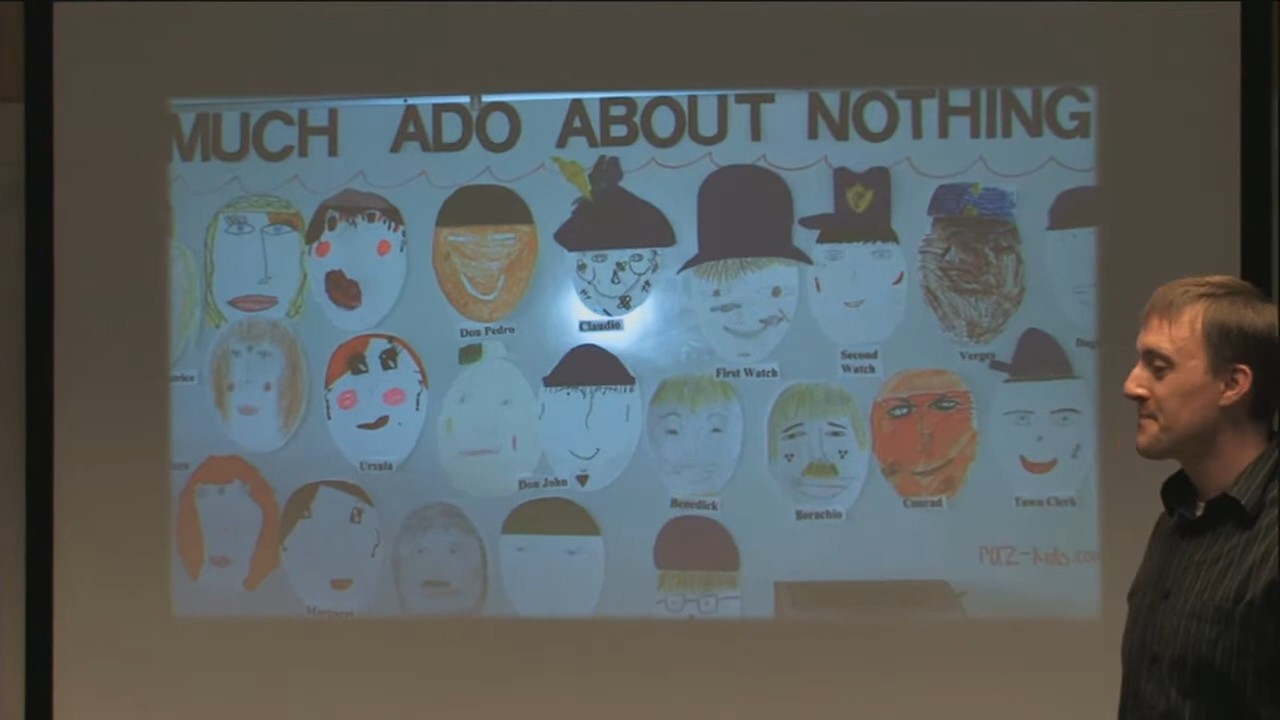 MUCH ADO ABOUT NOTHING
Don Pedro
Claudio
First Watch
Second
Watch
Verges
Ursula
Don John
Benedick
Borachio
Conrad
Town Clerk
Margaret